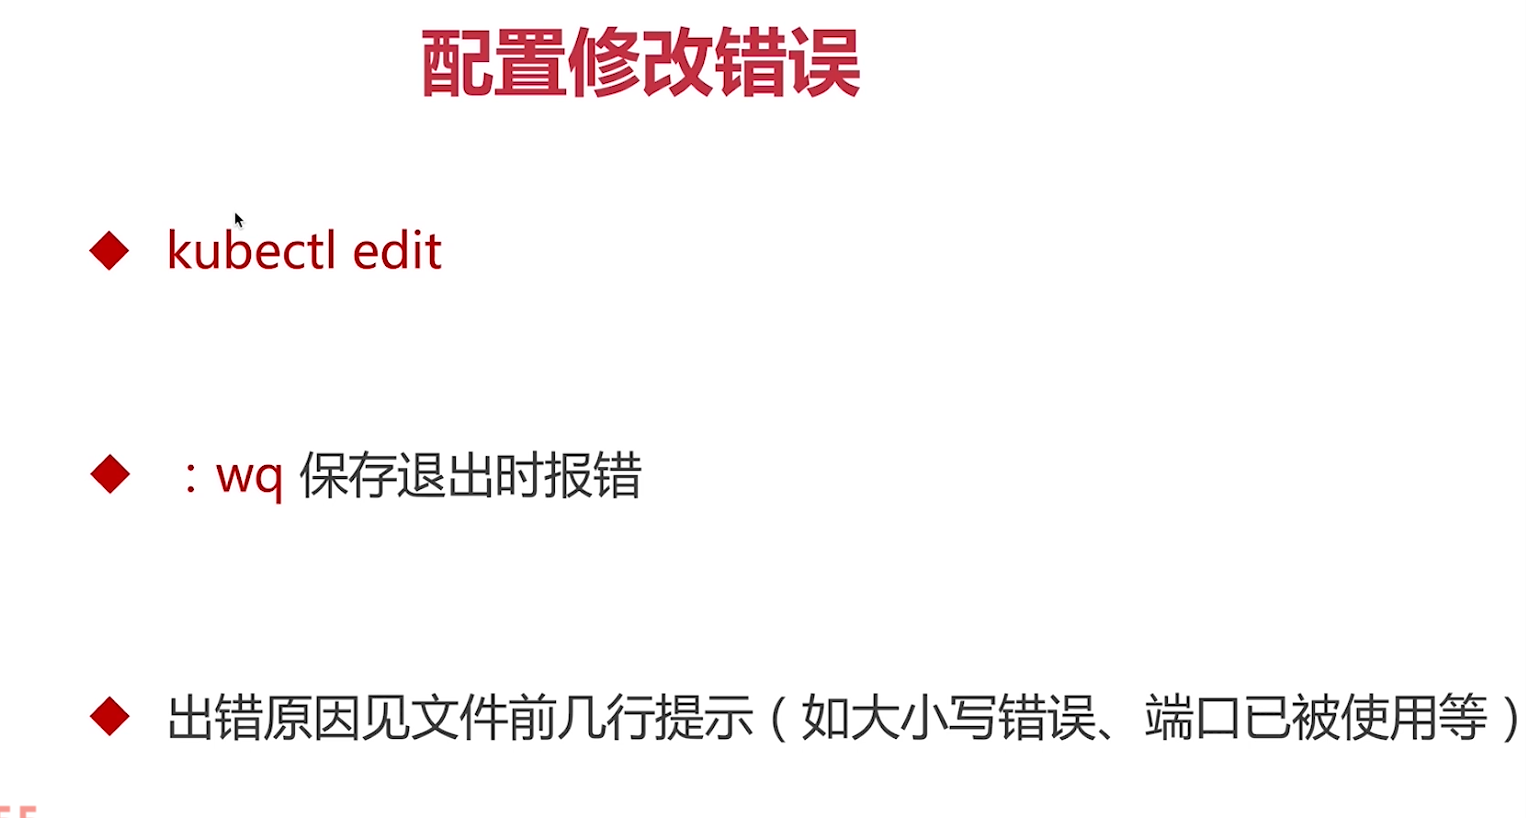 配置修改错误
kubectl edit
：wq 保存退出时报错
出错原因见文件前几行提示（如大小写错误、端口已被使用等）